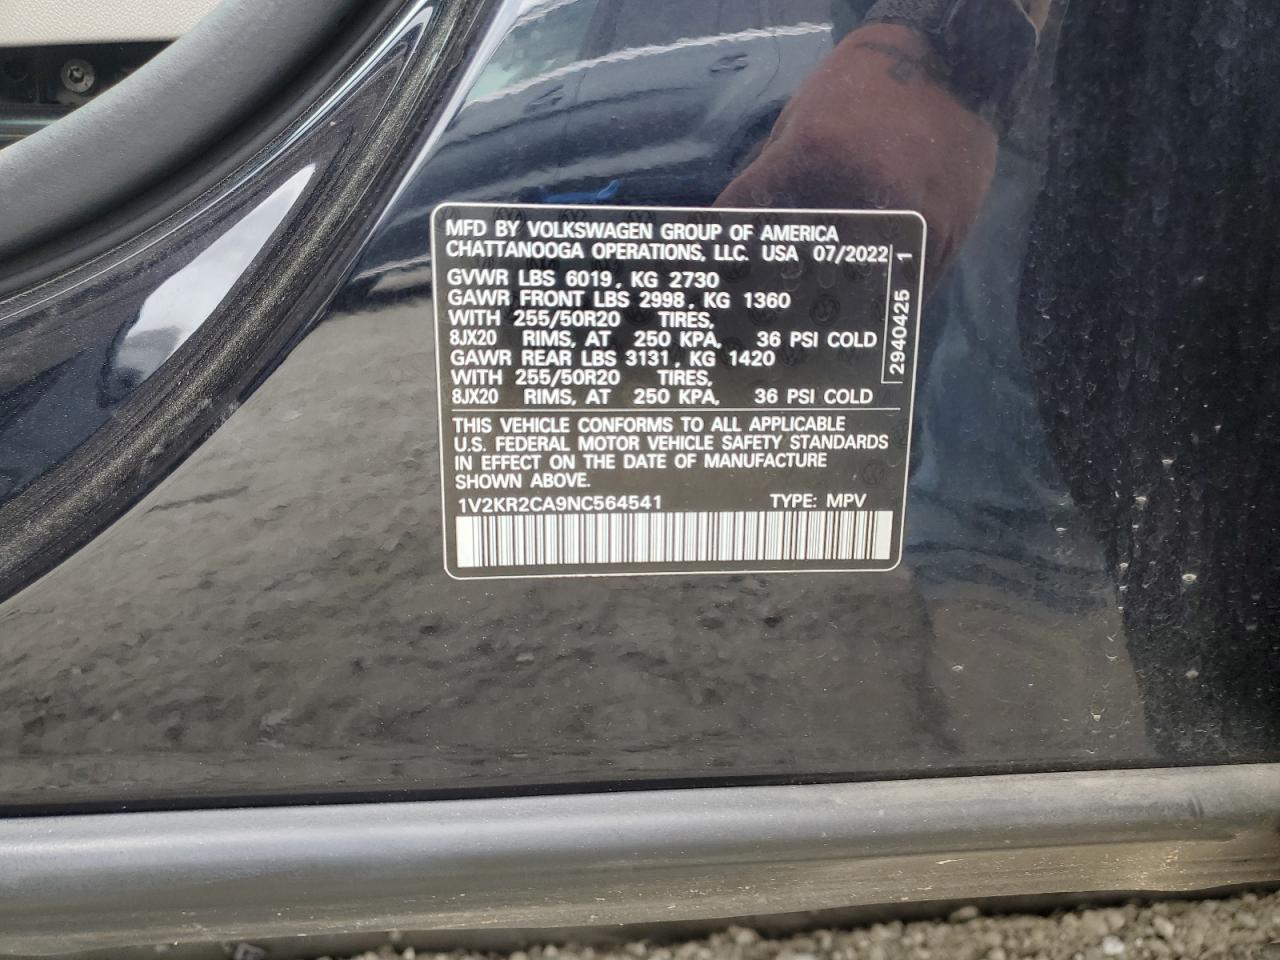 MFD BY VOLKSWAGEN GROUP OF AMERICA
CHATTANOOGA OPERATIONS, LLC. USA 07/2022
GVWR LBS 6019, KG 2730
GAWR FRONT LBS 2998, KG 1360
WITH 255/50R20 TIRES,
8JX20 RIMS, AT 250 KPA, 36 PSI COLD
GAWR REAR LBS 3131, KG 1420
WITH 255/50R20 TIRES,
8JX20 RIMS, AT 250 KPA, 36 PSI COLD
2940425 1
THIS VEHICLE CONFORMS TO ALL APPLICABLE
U.S. FEDERAL MOTOR VEHICLE SAFETY STANDARDS
IN EFFECT ON THE DATE OF MANUFACTURE
SHOWN ABOVE.
1V2KR2CA9NC564541 TYPE: MPV